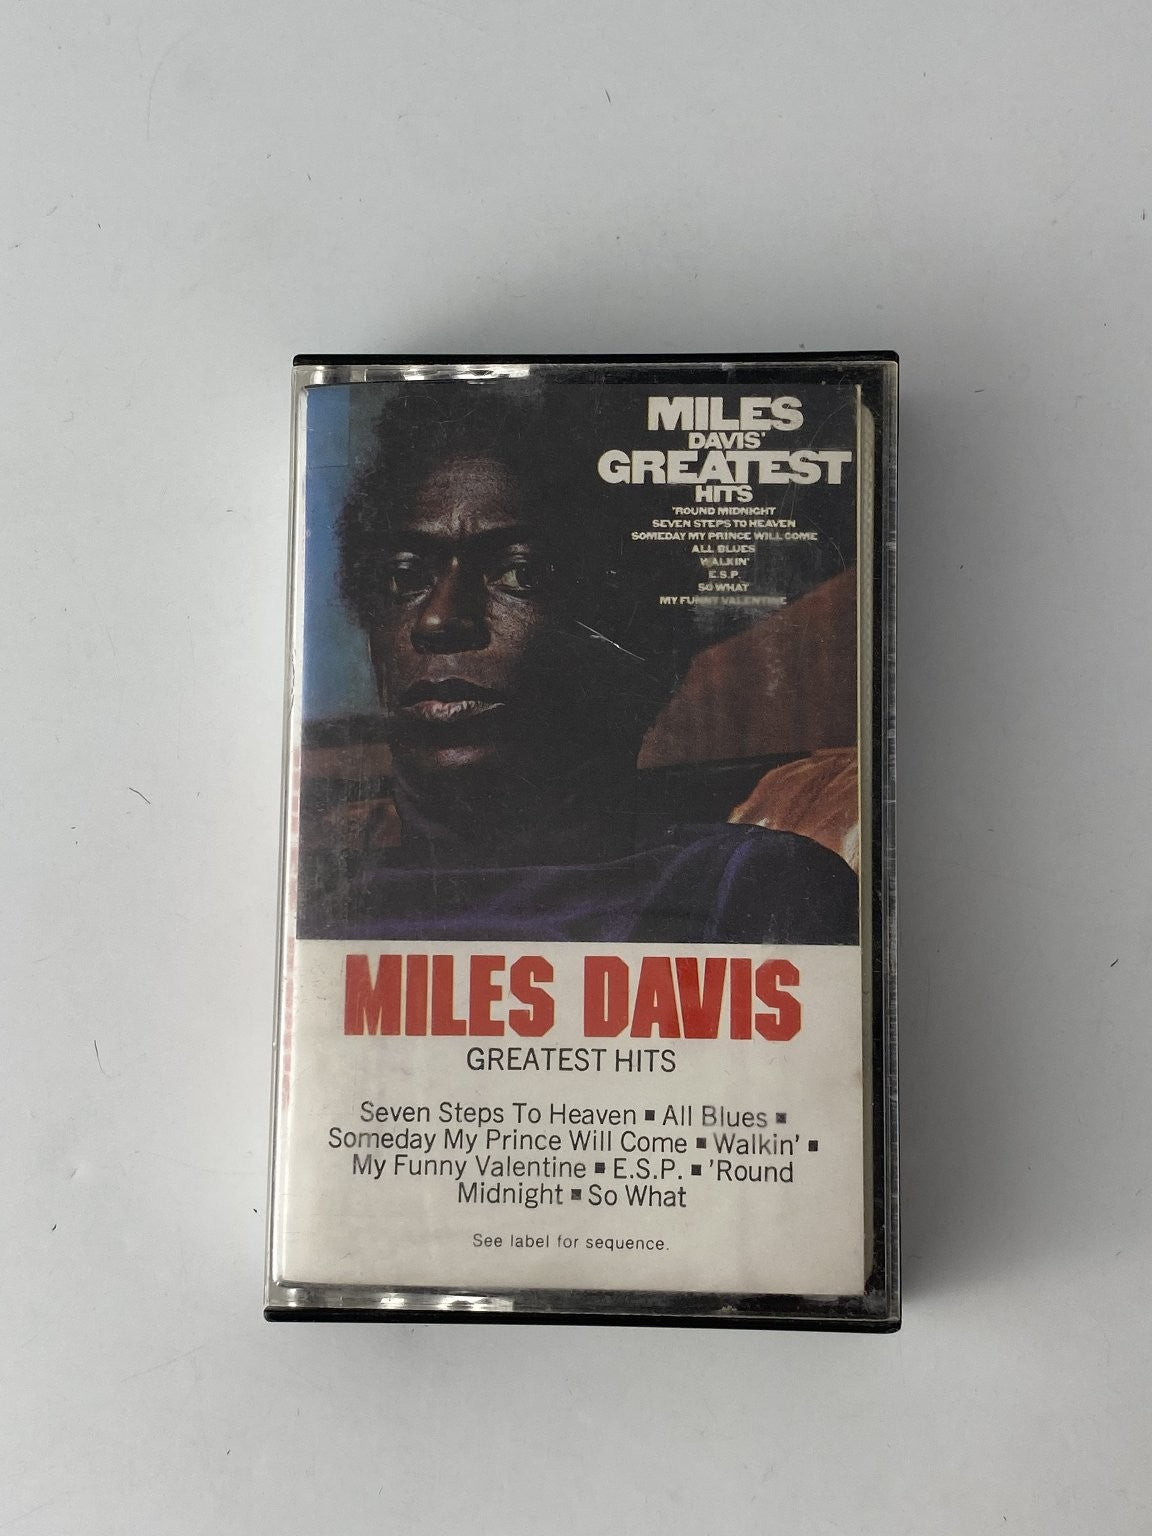 MILES
DAVIS'
GREATEST
HITS
'ROUND MIDNIGHT
SEVEN STEPS TO HEAVEN
SOMEDAY MY PRINCE WILL COME
ALL BLUES
WALKIN'
E.S.P.
SO WHAT
MY FUNNY VALENTINE
MILES DAVIS
GREATEST HITS
Seven Steps To Heaven ■ All Blues ■
Someday My Prince Will Come ■ Walkin' ■
My Funny Valentine ■ E.S.P. ■ 'Round
Midnight ■ So What
See label for sequence.